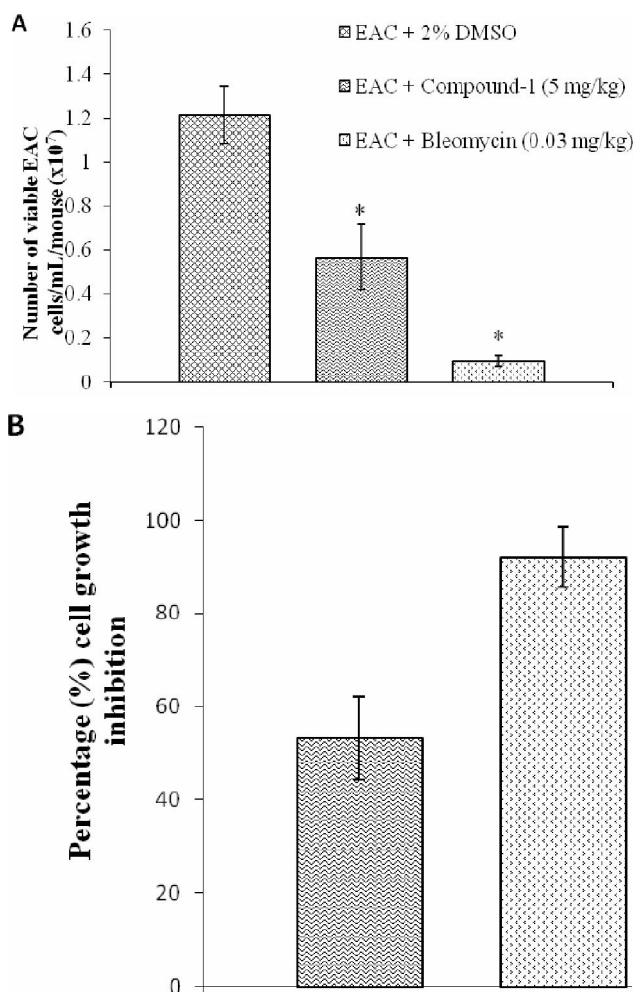 A
1.6
1.4
1.2
1
0.8
0.6
0.4
0.2
0
Number of viable EAC
cells/mL/mouse (x10⁷)
EAC + 2% DMSO
EAC + Compound-1 (5 mg/kg)
EAC + Bleomycin (0.03 mg/kg)
*
*
B
120
100
80
60
40
20
0
Percentage (%) cell growth
inhibition